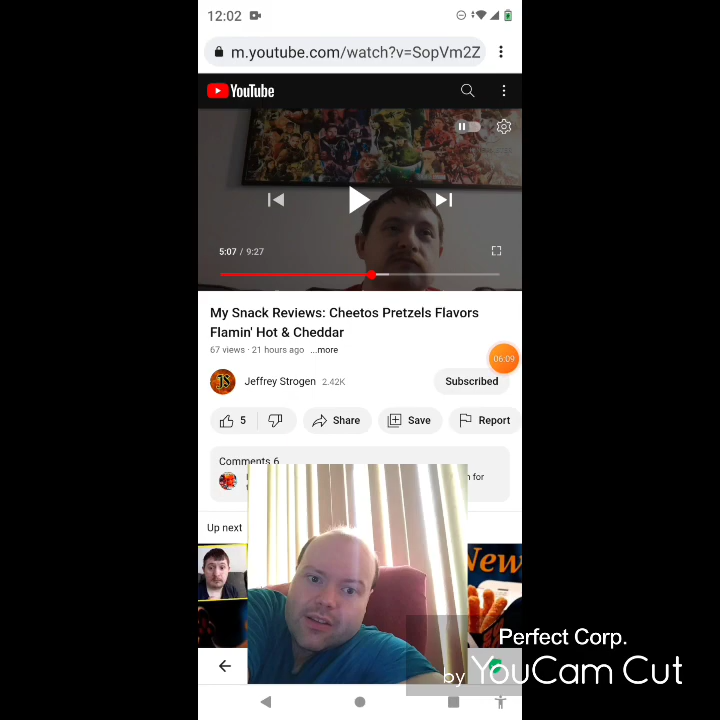 12:02
m.youtube.com/watch?v=SopVm2Z
YouTube
5:07 / 9:27
My Snack Reviews: Cheetos Pretzels Flavors
Flamin' Hot & Cheddar
67 views · 21 hours ago ...more
06:09
JS
Jeffrey Strogen 2.42K
Subscribed
5
Share
Save
Report
Comments 6
n for
Up next
New
Perfect Corp.
by YouCam Cut